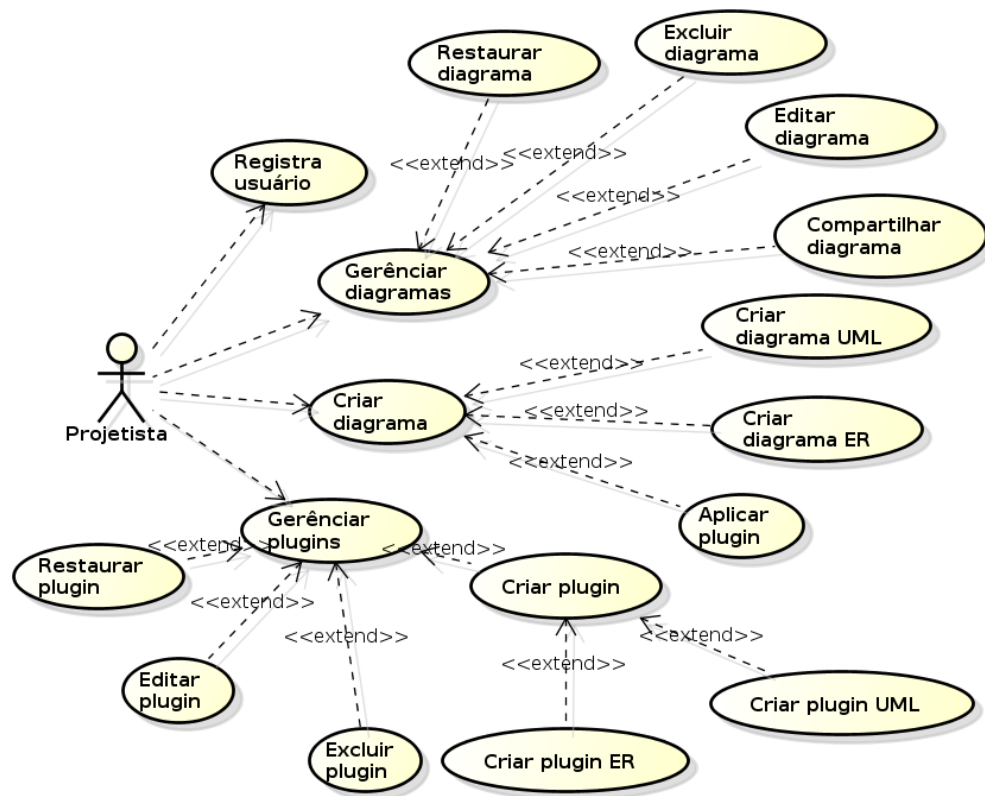 Excluir
diagrama
Restaurar
diagrama
Editar
diagrama
<<extend>>
<<extend>>
Registra
usuário
<<extend>>
Compartilhar
diagrama
<<extend>>
Gerênciar
diagramas
Criar
diagrama UML
<<extend>>
Criar
diagrama
<<extend>>
Criar
diagrama ER
Projetista
<<extend>>
Aplicar
plugin
Gerênciar
plugins
<<extend>>
<<extend>>
Restaurar
plugin
Criar plugin
<<extend>>
<<extend>>
<<extend>>
<<extend>>
Editar
plugin
Criar plugin UML
Excluir
plugin
Criar plugin ER